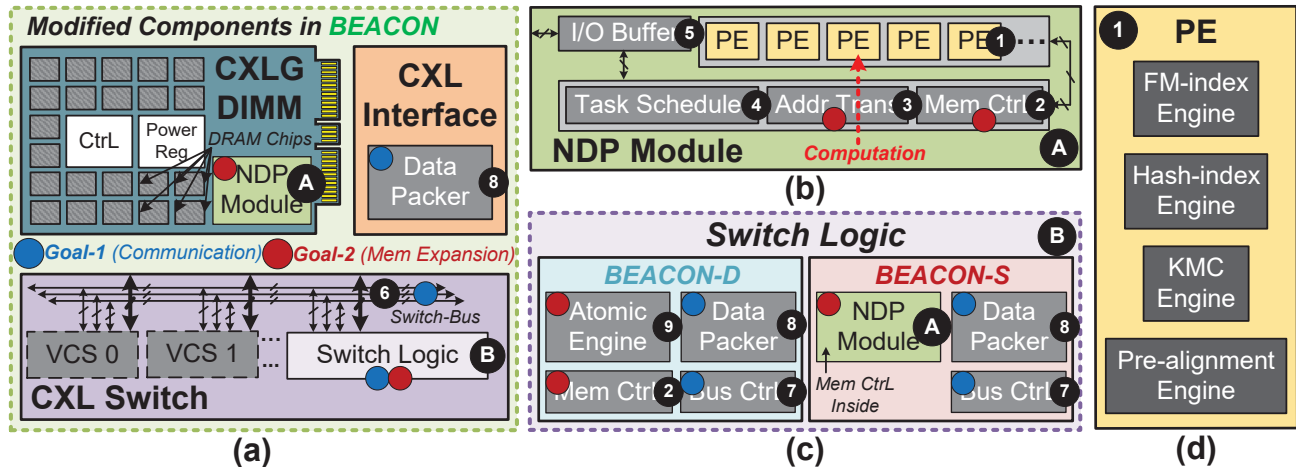 Modified Components in BEACON
CXLG
DIMM
CtrL
Power
Reg
DRAM Chips
NDP
Module
A
CXL
Interface
Data
Packer
8
Goal-1 (Communication)
Goal-2 (Mem Expansion)
6
Switch-Bus
VCS 0
VCS 1
...
Switch Logic
B
CXL Switch
(a)
I/O Buffer
5
PE
PE
PE
PE
PE
1
...
Task Schedule
4
Addr Trans
3
Mem Ctrl
2
Computation
NDP Module
A
(b)
Switch Logic
B
BEACON-D
Atomic
Engine
9
Data
Packer
8
Mem Ctrl
2
Bus Ctrl
7
BEACON-S
NDP
Module
A
Data
Packer
8
Mem CtrL
Inside
Bus Ctrl
7
(c)
1
PE
FM-index
Engine
Hash-index
Engine
KMC
Engine
Pre-alignment
Engine
(d)